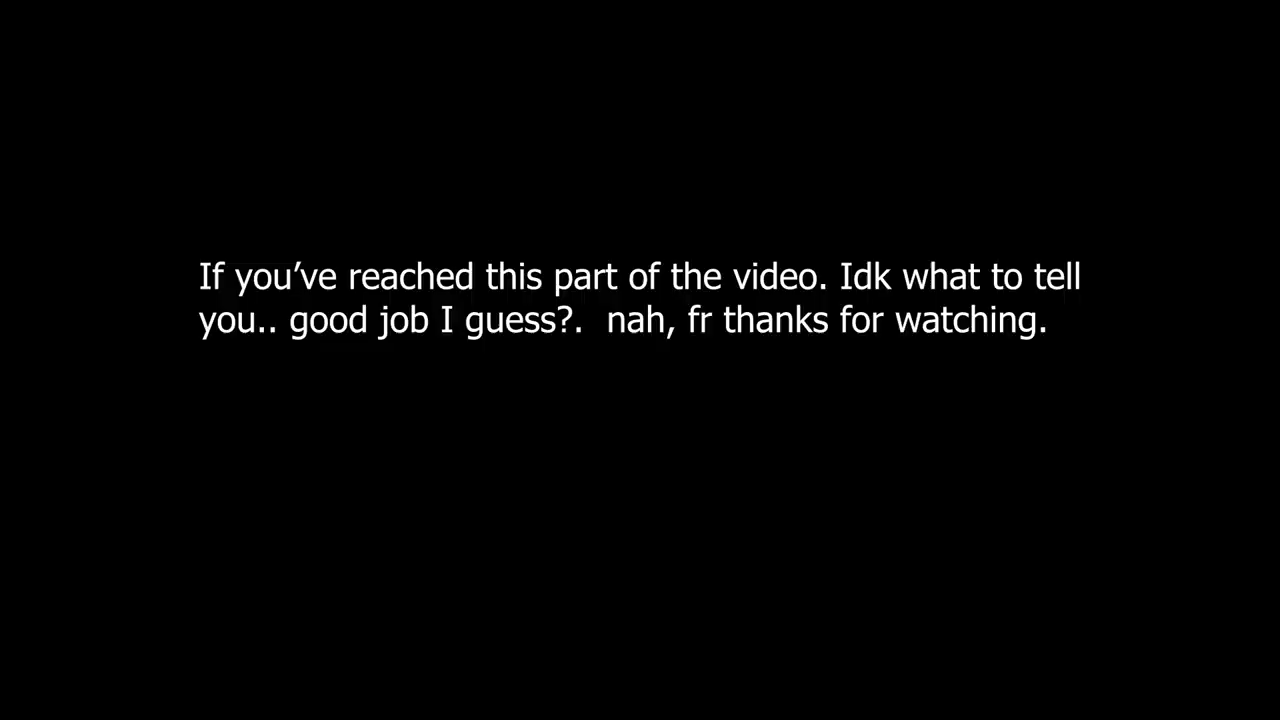 If you’ve reached this part of the video. Idk what to tell
you.. good job I guess?.  nah, fr thanks for watching.